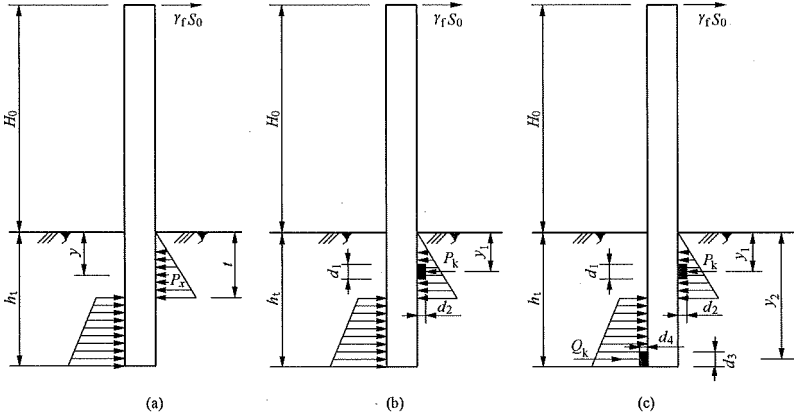 γfS0
γfS0
γfS0
H0
H0
H0
y
Px
t
ht
d1
Pk
y1
d2
ht
d1
Pk
y1
d2
y2
ht
Qk
d4
d3
(a)
(b)
(c)